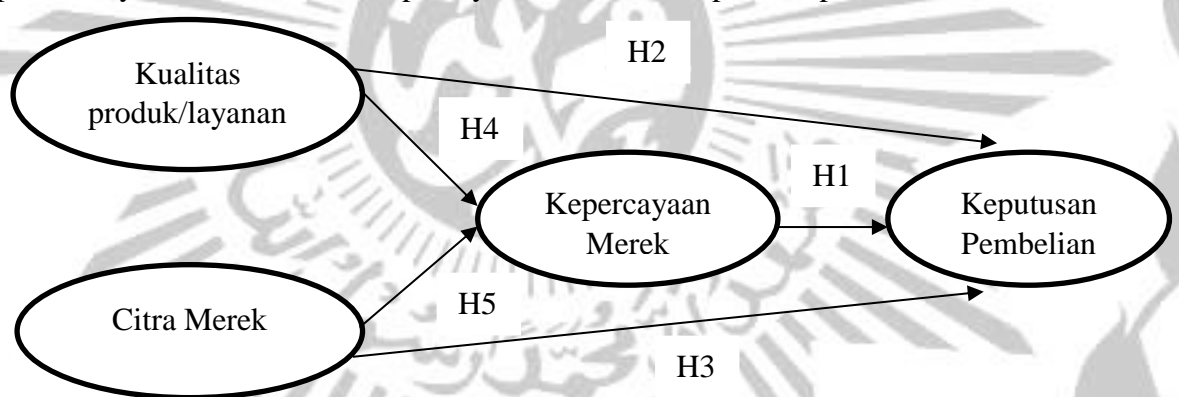 H2
Kualitas
produk/layanan
H4
H1
Kepercayaan
Merek
Keputusan
Pembelian
H5
Citra Merek
H3